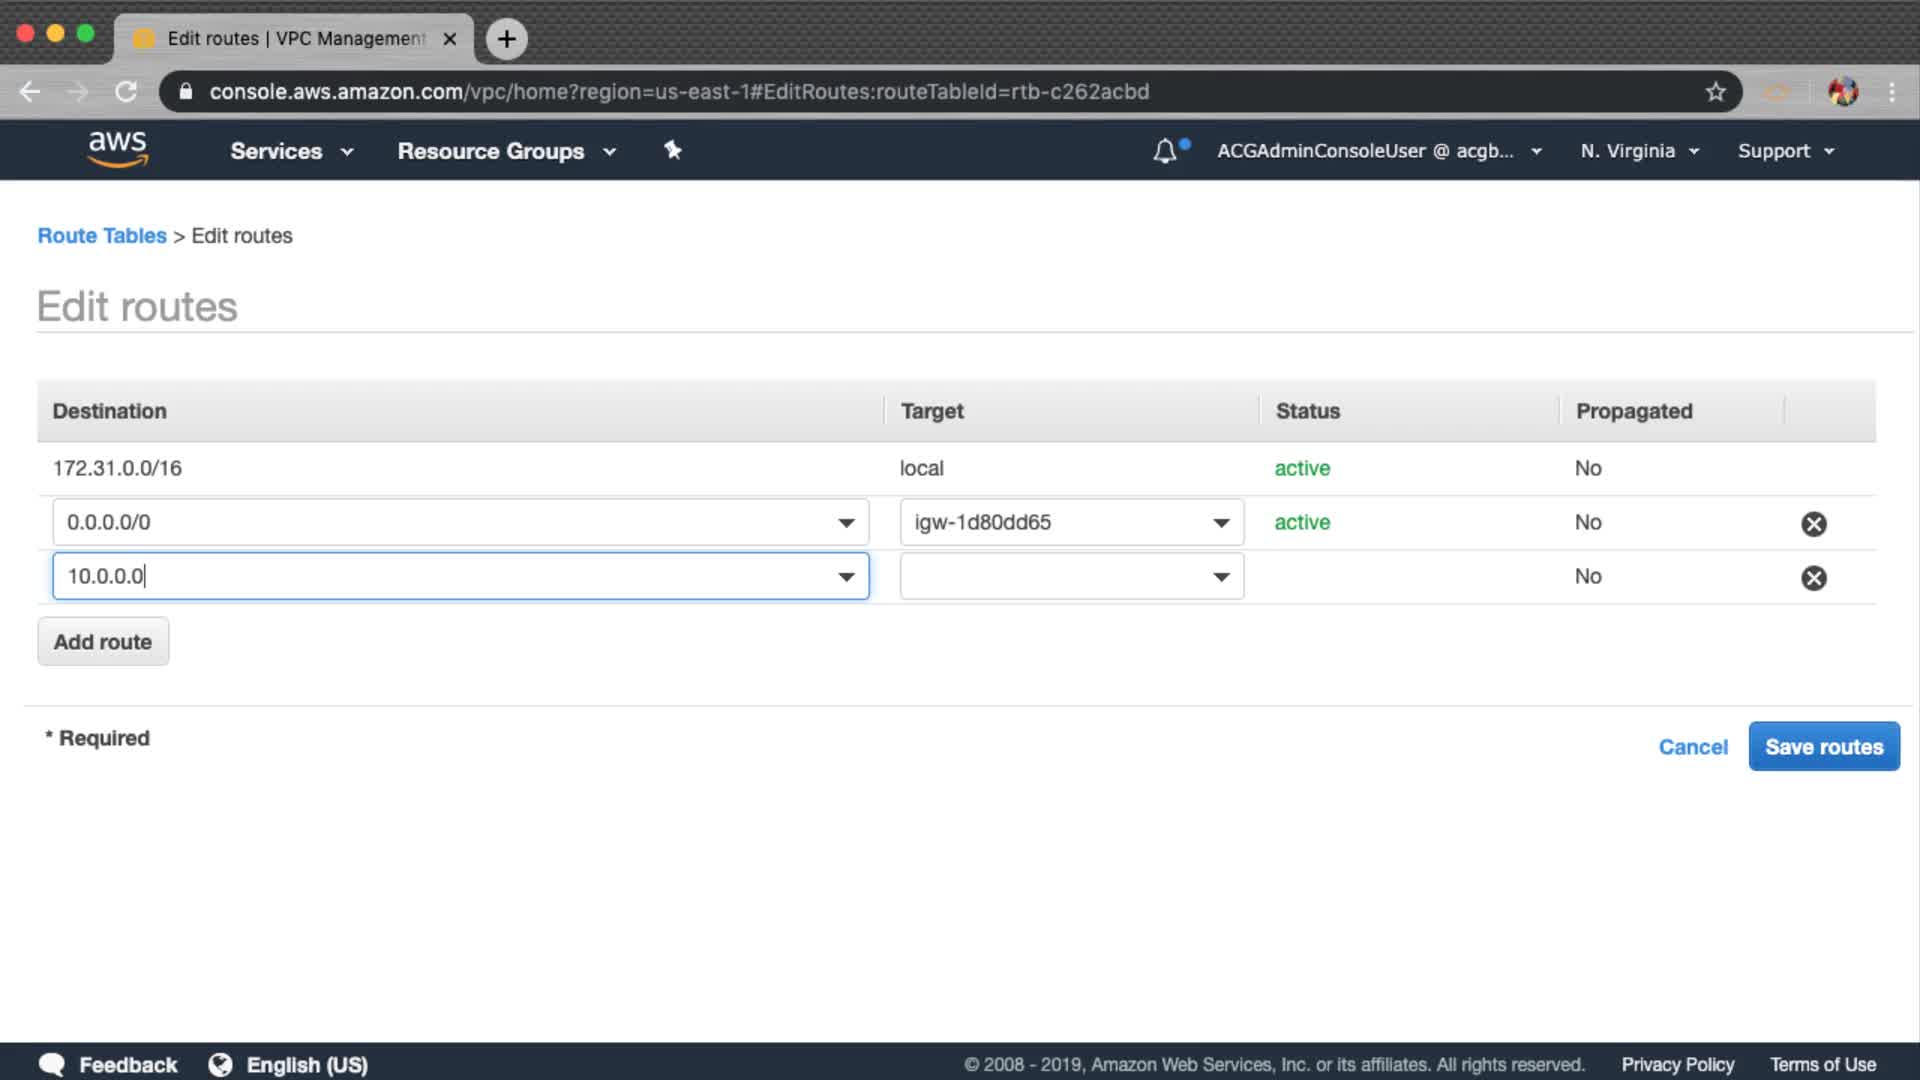 Edit routes | VPC Management
console.aws.amazon.com/vpc/home?region=us-east-1#EditRoutes:routeTableId=rtb-c262acbd
aws Services Resource Groups ACGAdminConsoleUser @ acgb... N. Virginia Support
Route Tables > Edit routes
Edit routes
Destination Target Status Propagated
172.31.0.0/16 local active No
0.0.0.0/0 igw-1d80dd65 active No
10.0.0.0 No
Add route
* Required
Cancel Save routes
Feedback English (US) © 2008 - 2019, Amazon Web Services, Inc. or its affiliates. All rights reserved. Privacy Policy Terms of Use